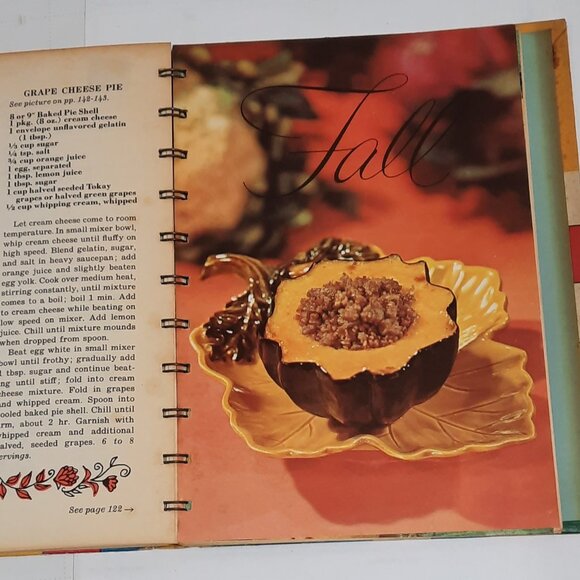 GRAPE CHEESE PIE
See picture on pp. 142-143.
8 or 9" Baked Pie Shell
1 pkg. (8 oz.) cream cheese
1 envelope unflavored gelatin
(1 tbsp.)
⅓ cup sugar
¼ tsp. salt
¾ cup orange juice
1 egg, separated
1 tbsp. lemon juice
1 tbsp. sugar
1 cup halved seeded Tokay
grapes or halved green grapes
½ cup whipping cream, whipped
Let cream cheese come to room
temperature. In small mixer bowl,
whip cream cheese until fluffy on
high speed. Blend gelatin, sugar,
and salt in heavy saucepan; add
orange juice and slightly beaten
egg yolk. Cook over medium heat,
stirring constantly, until mixture
comes to a boil; boil 1 min. Add
to cream cheese while beating on
low speed on mixer. Add lemon
juice. Chill until mixture mounds
when dropped from spoon.
Beat egg white in small mixer
bowl until frothy; gradually add
1 tbsp. sugar and continue beat-
ing until stiff; fold into cream
cheese mixture. Fold in grapes
and whipped cream. Spoon into
cooled baked pie shell. Chill until
firm, about 2 hr. Garnish with
whipped cream and additional
halved, seeded grapes. 6 to 8
servings.
See page 122→
Fall